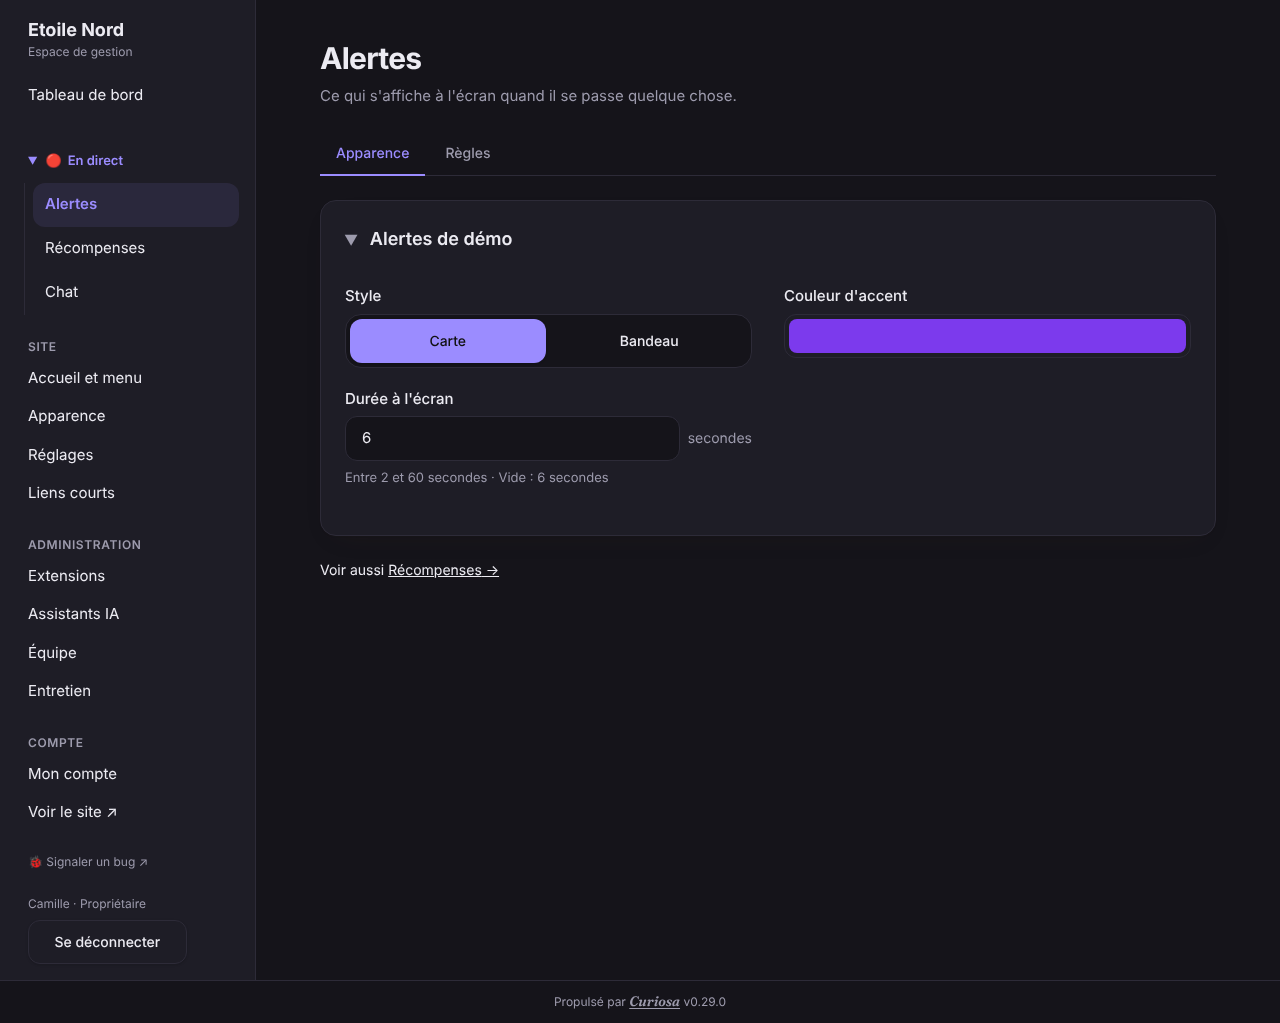 Etoile Nord
Espace de gestion
Tableau de bord
▼ 🔴 En direct
Alertes
Récompenses
Chat
SITE
Accueil et menu
Apparence
Réglages
Liens courts
ADMINISTRATION
Extensions
Assistants IA
Équipe
Entretien
COMPTE
Mon compte
Voir le site ↗
🐞 Signaler un bug ↗
Camille · Propriétaire
Se déconnecter
Alertes
Ce qui s'affiche à l'écran quand il se passe quelque chose.
Apparence Règles
▼ Alertes de démo
Style
Carte Bandeau
Couleur d'accent
Durée à l'écran
6 secondes
Entre 2 et 60 secondes · Vide : 6 secondes
Voir aussi Récompenses →
Propulsé par Curiosa v0.29.0